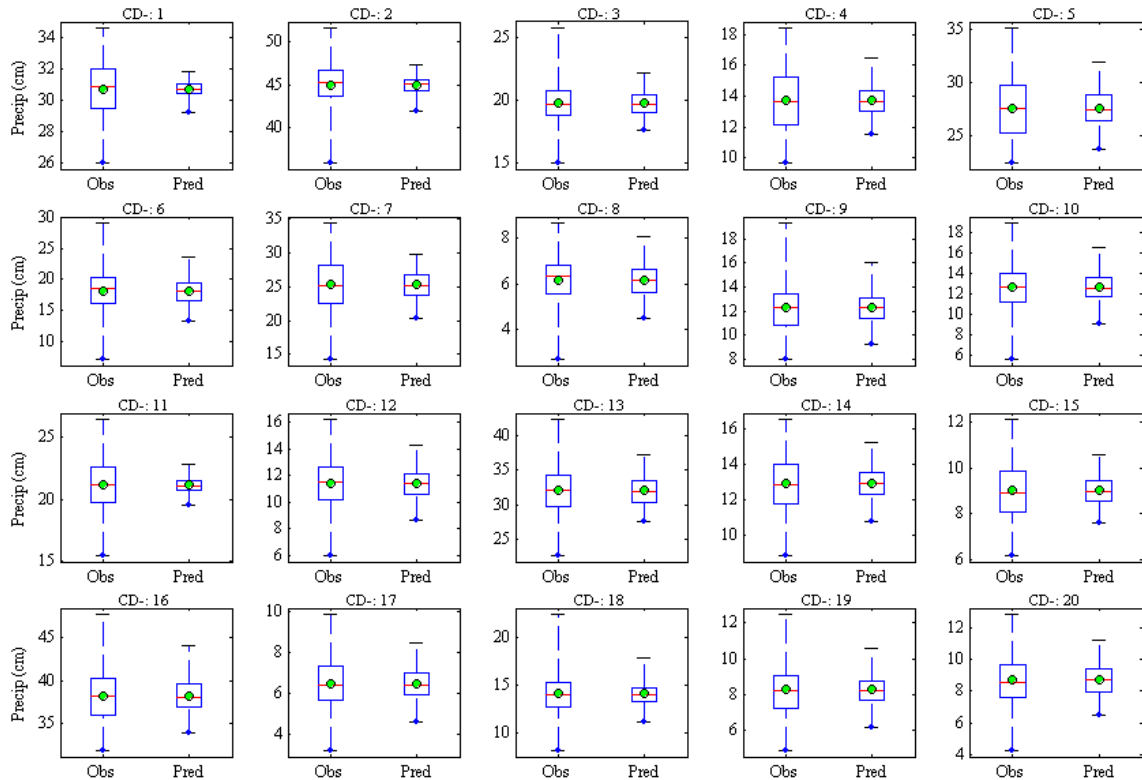 CD-: 1 CD-: 2 CD-: 3 CD-: 4 CD-: 5
Precip (cm)
34 32 30 28 26
50 45 40
25 20 15
18 16 14 12 10
35 30 25
Obs Pred Obs Pred Obs Pred Obs Pred Obs Pred
CD-: 6 CD-: 7 CD-: 8 CD-: 9 CD-: 10
Precip (cm)
30 25 20 15 10
35 30 25 20 15
8 6 4
18 16 14 12 10 8
18 16 14 12 10 8 6
Obs Pred Obs Pred Obs Pred Obs Pred Obs Pred
CD-: 11 CD-: 12 CD-: 13 CD-: 14 CD-: 15
Precip (cm)
25 20 15
16 14 12 10 8 6
40 35 30 25
16 14 12 10
12 10 8 6
Obs Pred Obs Pred Obs Pred Obs Pred Obs Pred
CD-: 16 CD-: 17 CD-: 18 CD-: 19 CD-: 20
Precip (cm)
45 40 35
10 8 6 4
20 15 10
12 10 8 6
12 10 8 6 4
Obs Pred Obs Pred Obs Pred Obs Pred Obs Pred